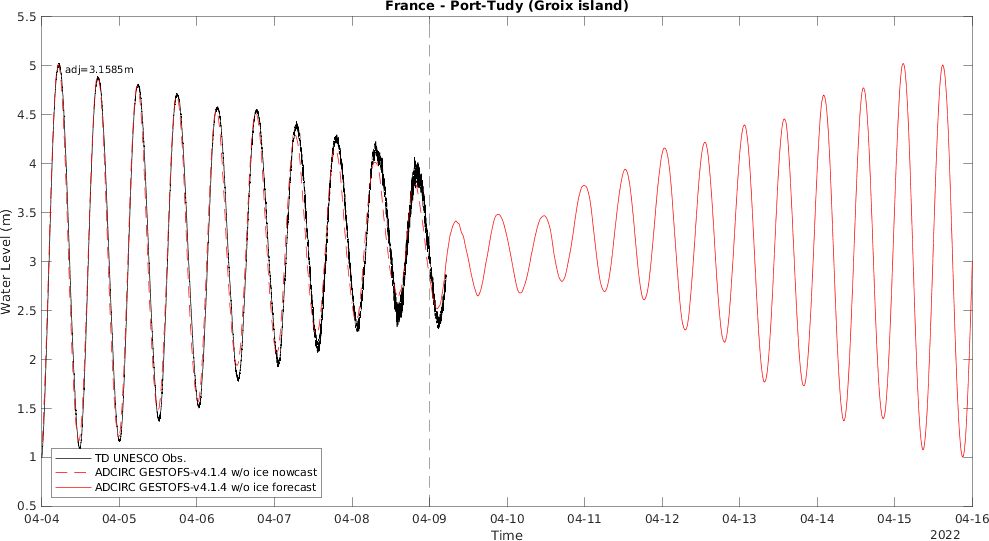 France - Port-Tudy (Groix island)
adj=3.1585m
Water Level (m)
5.5
5
4.5
4
3.5
3
2.5
2
1.5
1
0.5
TD UNESCO Obs.
ADCIRC GESTOFS-v4.1.4 w/o ice nowcast
ADCIRC GESTOFS-v4.1.4 w/o ice forecast
04-04 04-05 04-06 04-07 04-08 04-09 04-10 04-11 04-12 04-13 04-14 04-15 04-16
Time
2022